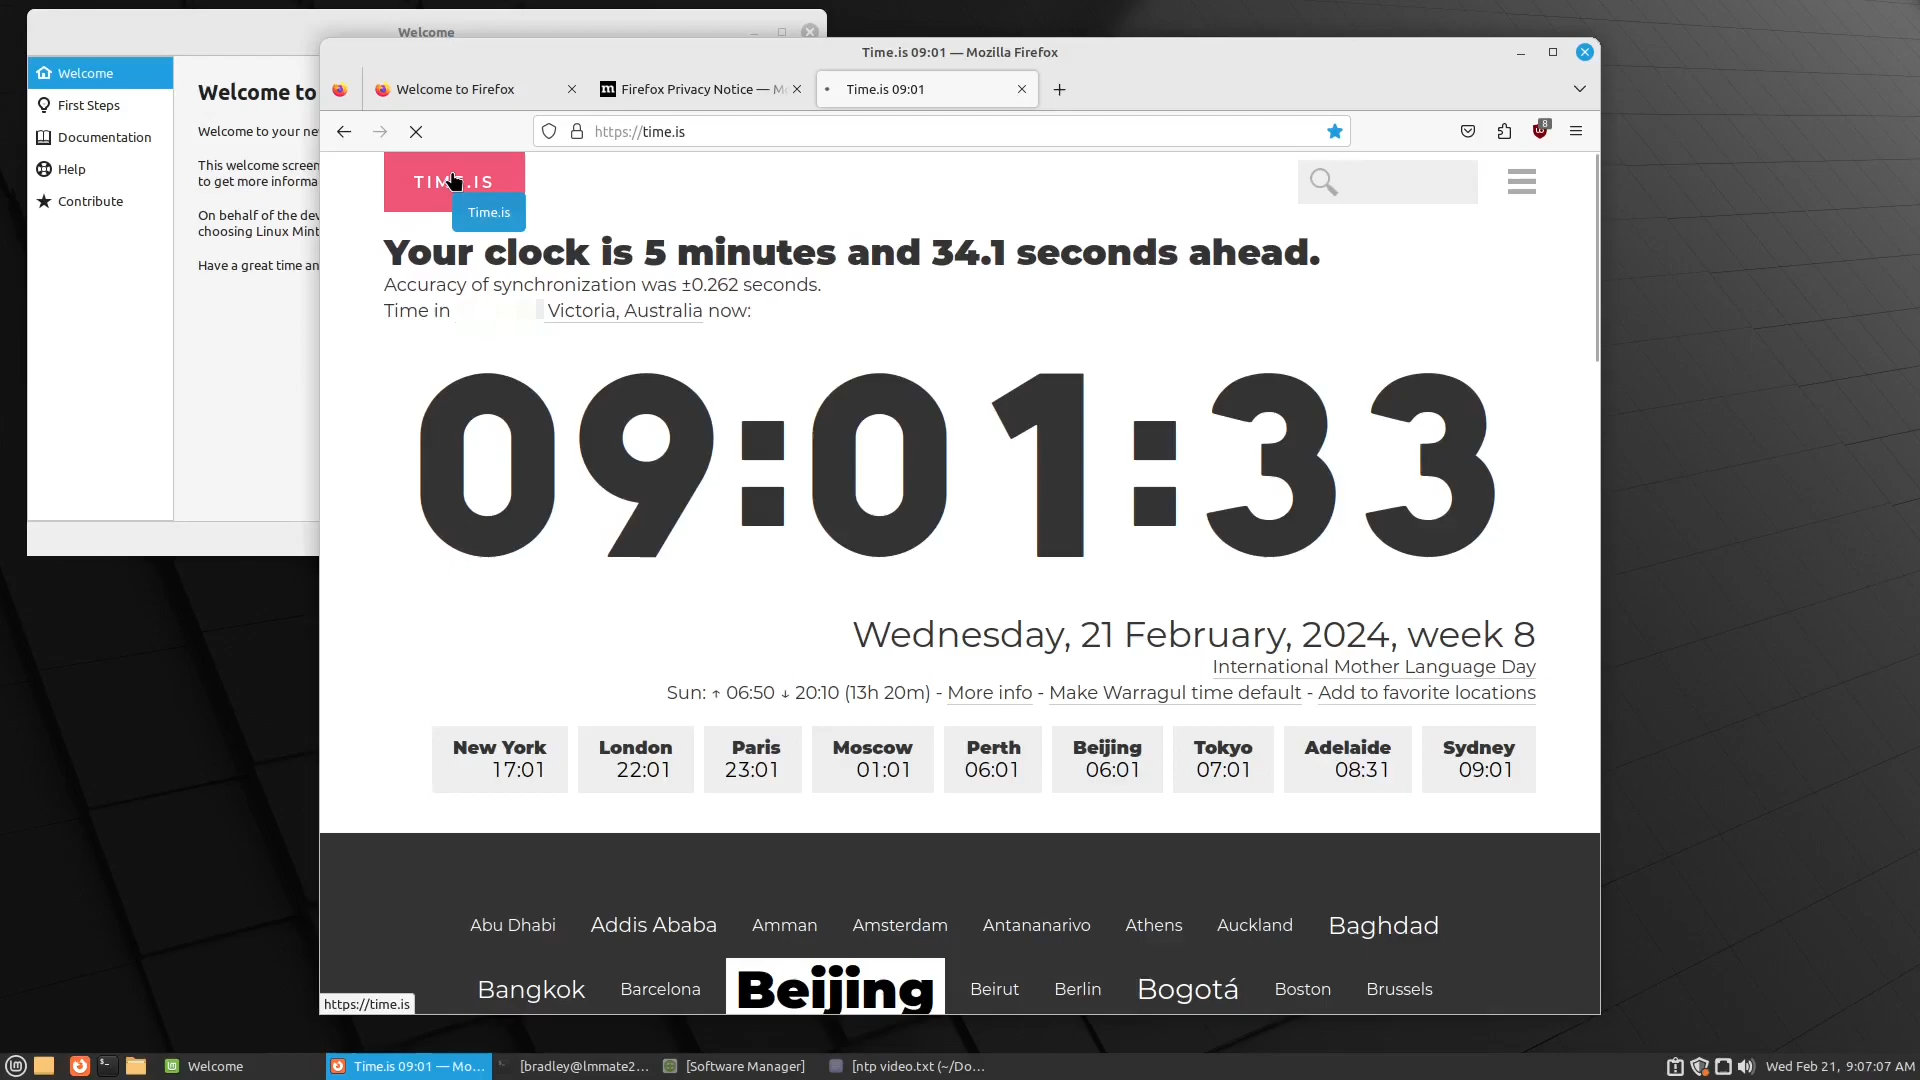 Welcome
Welcome
First Steps
Documentation
Help
Contribute
Welcome to
Welcome to your ne
This welcome screen
to get more informa
On behalf of the dev
choosing Linux Mint
Have a great time an
Time.is 09:01 — Mozilla Firefox
Welcome to Firefox
Firefox Privacy Notice — M
Time.is 09:01
https://time.is
8
TIME.IS
Time.is
Your clock is 5 minutes and 34.1 seconds ahead.
Accuracy of synchronization was ±0.262 seconds.
Time in Victoria, Australia now:
09:01:33
Wednesday, 21 February, 2024, week 8
International Mother Language Day
Sun: ↑ 06:50 ↓ 20:10 (13h 20m) - More info - Make Warragul time default - Add to favorite locations
New York London Paris Moscow Perth Beijing Tokyo Adelaide Sydney
17:01 22:01 23:01 01:01 06:01 06:01 07:01 08:31 09:01
Abu Dhabi Addis Ababa Amman Amsterdam Antananarivo Athens Auckland Baghdad
Bangkok Barcelona Beijing Beirut Berlin Bogotá Boston Brussels
https://time.is
Welcome
Time.is 09:01 — Mo...
[bradley@lmmate2...
[Software Manager]
[ntp video.txt (~/Do...
Wed Feb 21, 9:07:07 AM